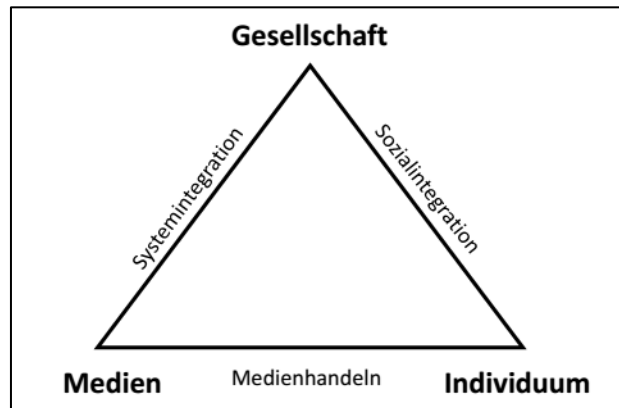 Gesellschaft
Systemintegration
Sozialintegration
Medien
Medienhandeln
Individuum